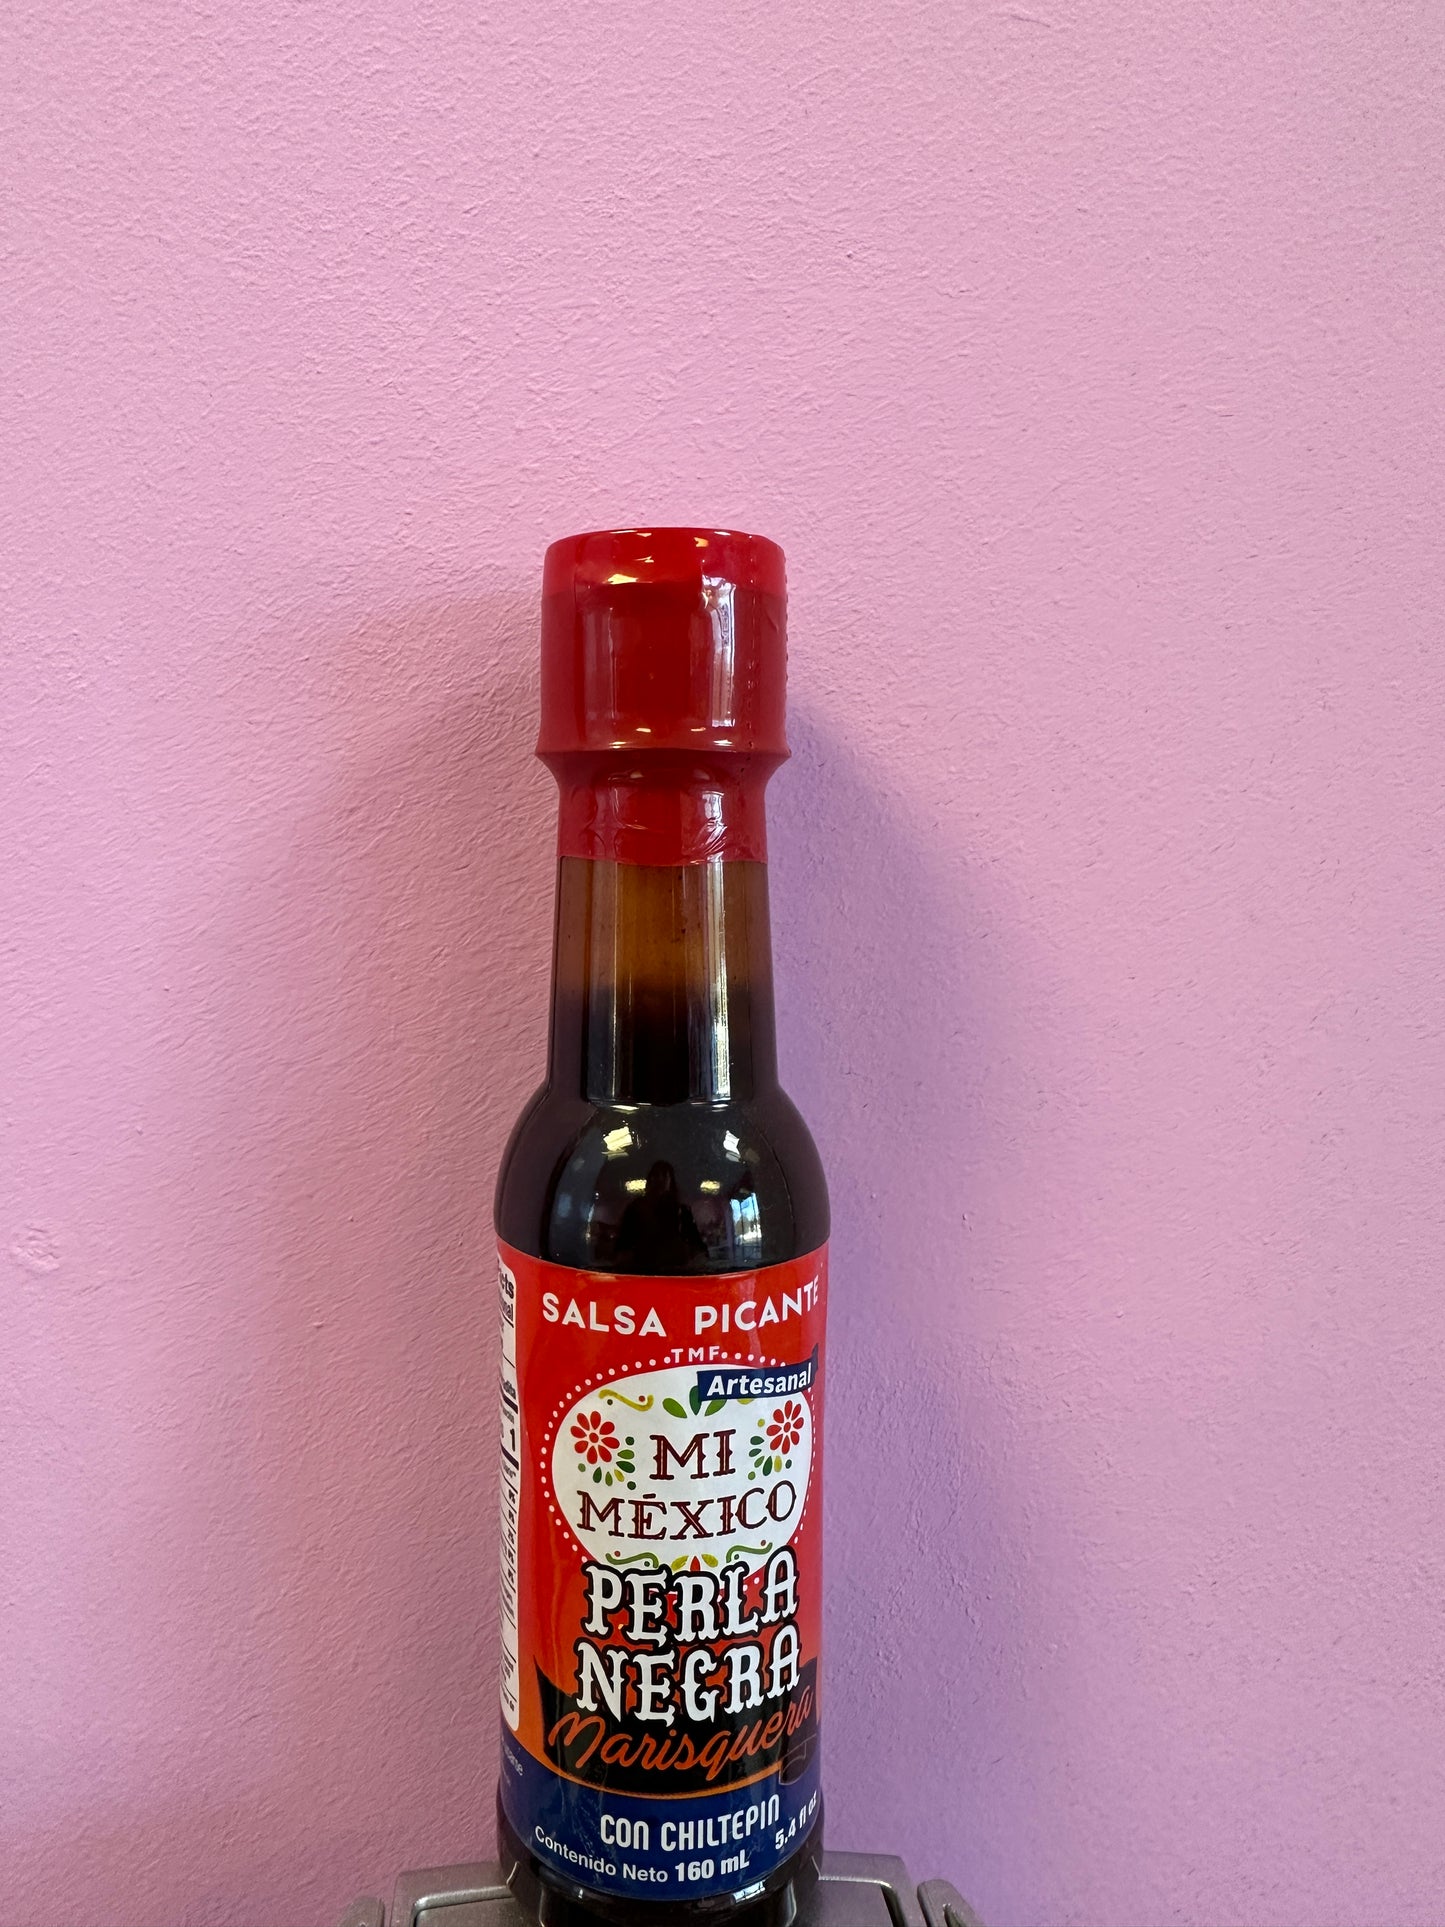 SALSA PICANTE
TMF
Artesanal
MI
MÉXICO
PERLA
NEGRA
Marisquera
CON CHILTEPIN
Contenido Neto 160 mL
5.4 fl oz